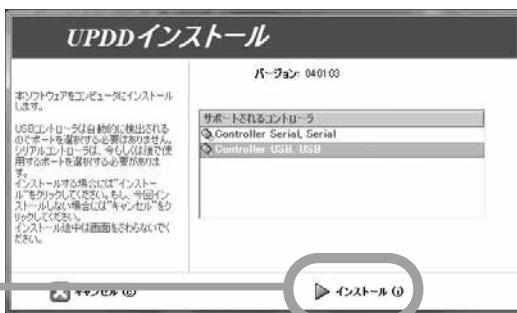 UPDDインストール
バージョン: 04.01.03
本ソフトウェアをコンピュータにインストール
します。
USBコントローラは自動的に検出される
のでポートを選択する必要はありません。
シリアルコントローラは、今もしくは後で使
用するポートを選択する必要がありま
す。
インストールする場合には"インストー
ル"をクリックしてください。もし、今回イン
ストールしない場合には"キャンセル"をク
リックしてください。
インストール途中は画面をさわらないでく
ださい。
サポートされるコントローラ
Controller Serial, Serial
Controller USB, USB
キャンセル (C)
インストール (I)